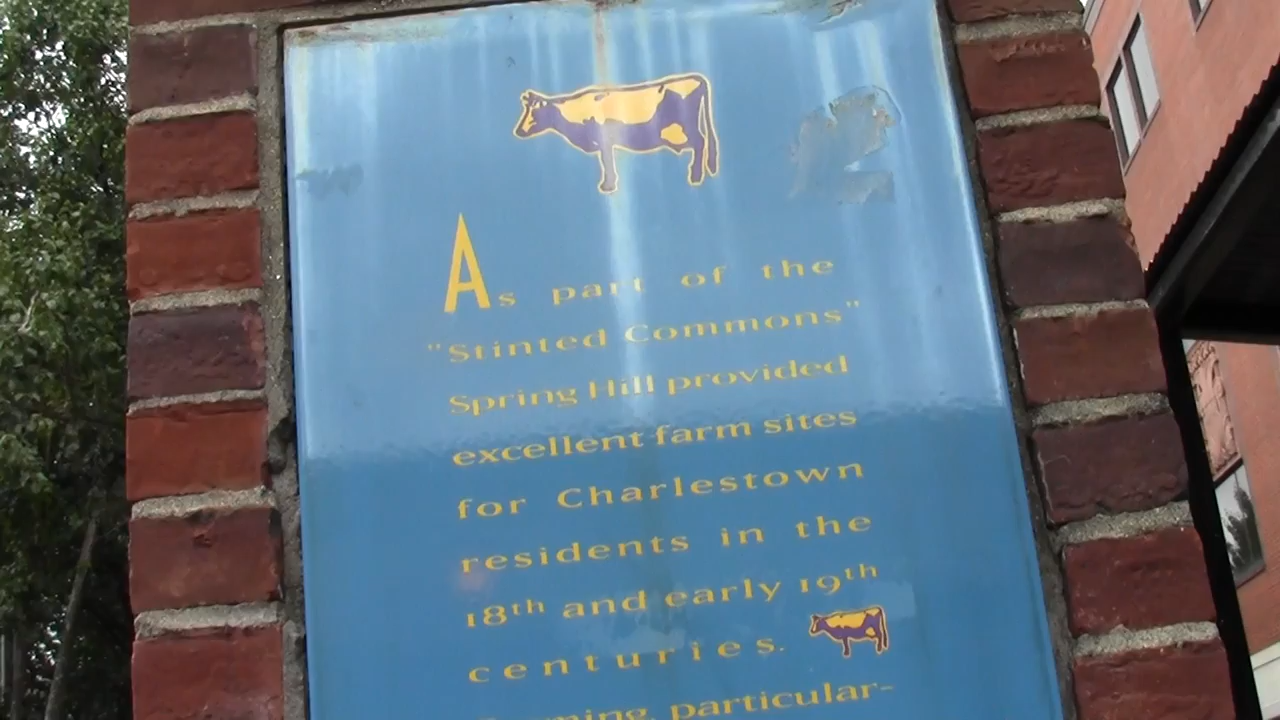 As part of the
"Stinted Commons"
Spring Hill provided
excellent farm sites
for Charlestown
residents in the
18th and early 19th
centuries.
particular-